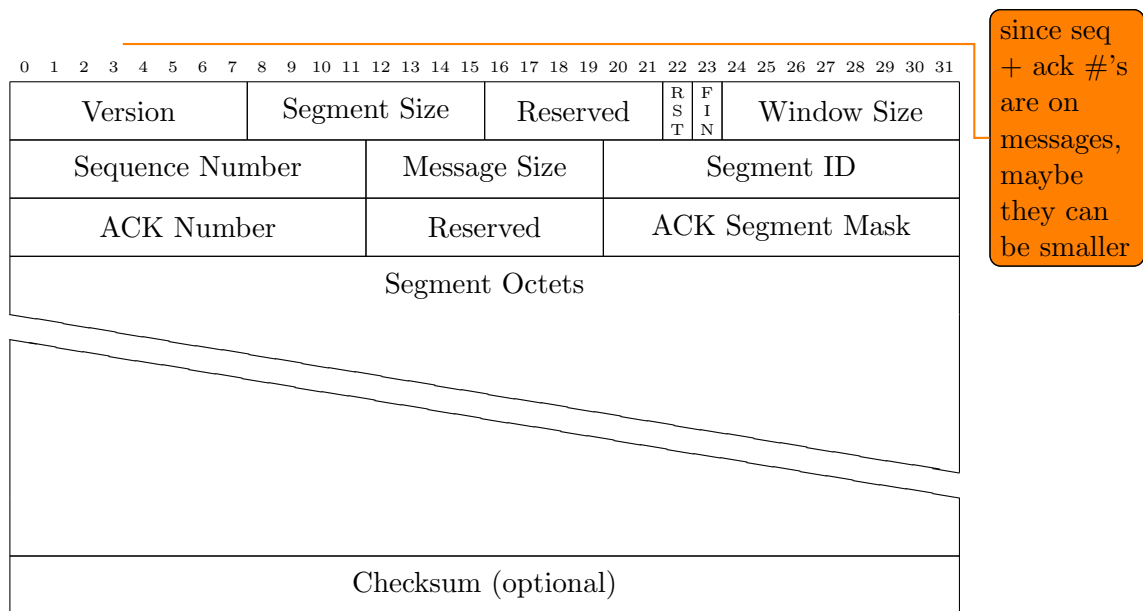 since seq
+ ack #'s
are on
messages,
maybe
they can
be smaller
0 1 2 3 4 5 6 7 8 9 10 11 12 13 14 15 16 17 18 19 20 21 22 23 24 25 26 27 28 29 30 31
Version Segment Size Reserved RST FIN Window Size
Sequence Number Message Size Segment ID
ACK Number Reserved ACK Segment Mask
Segment Octets
Checksum (optional)